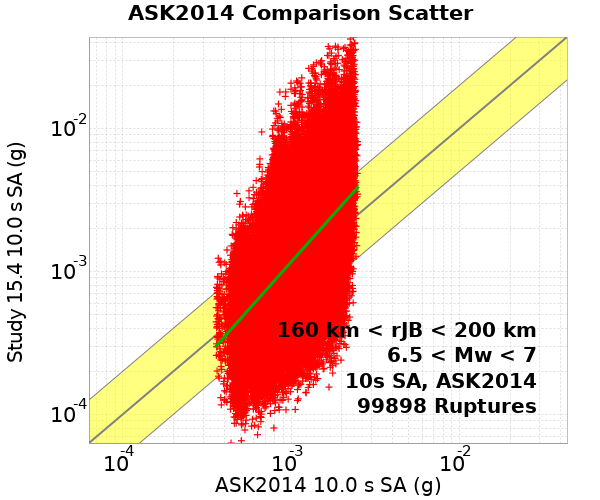 ASK2014 Comparison Scatter
Study 15.4 10.0 s SA (g)
10-2
10-3
10-4
160 km < rJB < 200 km
6.5 < Mw < 7
10s SA, ASK2014
99898 Ruptures
10-4 10-3 10-2
ASK2014 10.0 s SA (g)